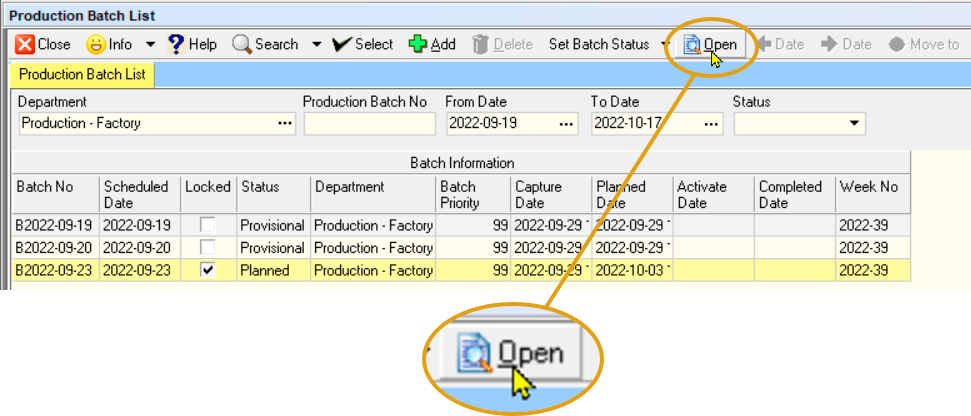 Production Batch List
Close Info Help Search Select Add Delete Set Batch Status Open Date Date Move to
Production Batch List
Department Production Batch No From Date To Date Status
Production - Factory ... 2022-09-19 ... 2022-10-17 ...
Batch Information
Batch No Scheduled Date Locked Status Department Batch Priority Capture Date Planned Date Activate Date Completed Date Week No
B2022-09-19 2022-09-19 Provisional Production - Factory 99 2022-09-29 2022-09-29 2022-39
B2022-09-20 2022-09-20 Provisional Production - Factory 99 2022-09-29 2022-09-29 2022-39
B2022-09-23 2022-09-23 Planned Production - Factory 99 2022-09-29 2022-10-03 2022-39
Open